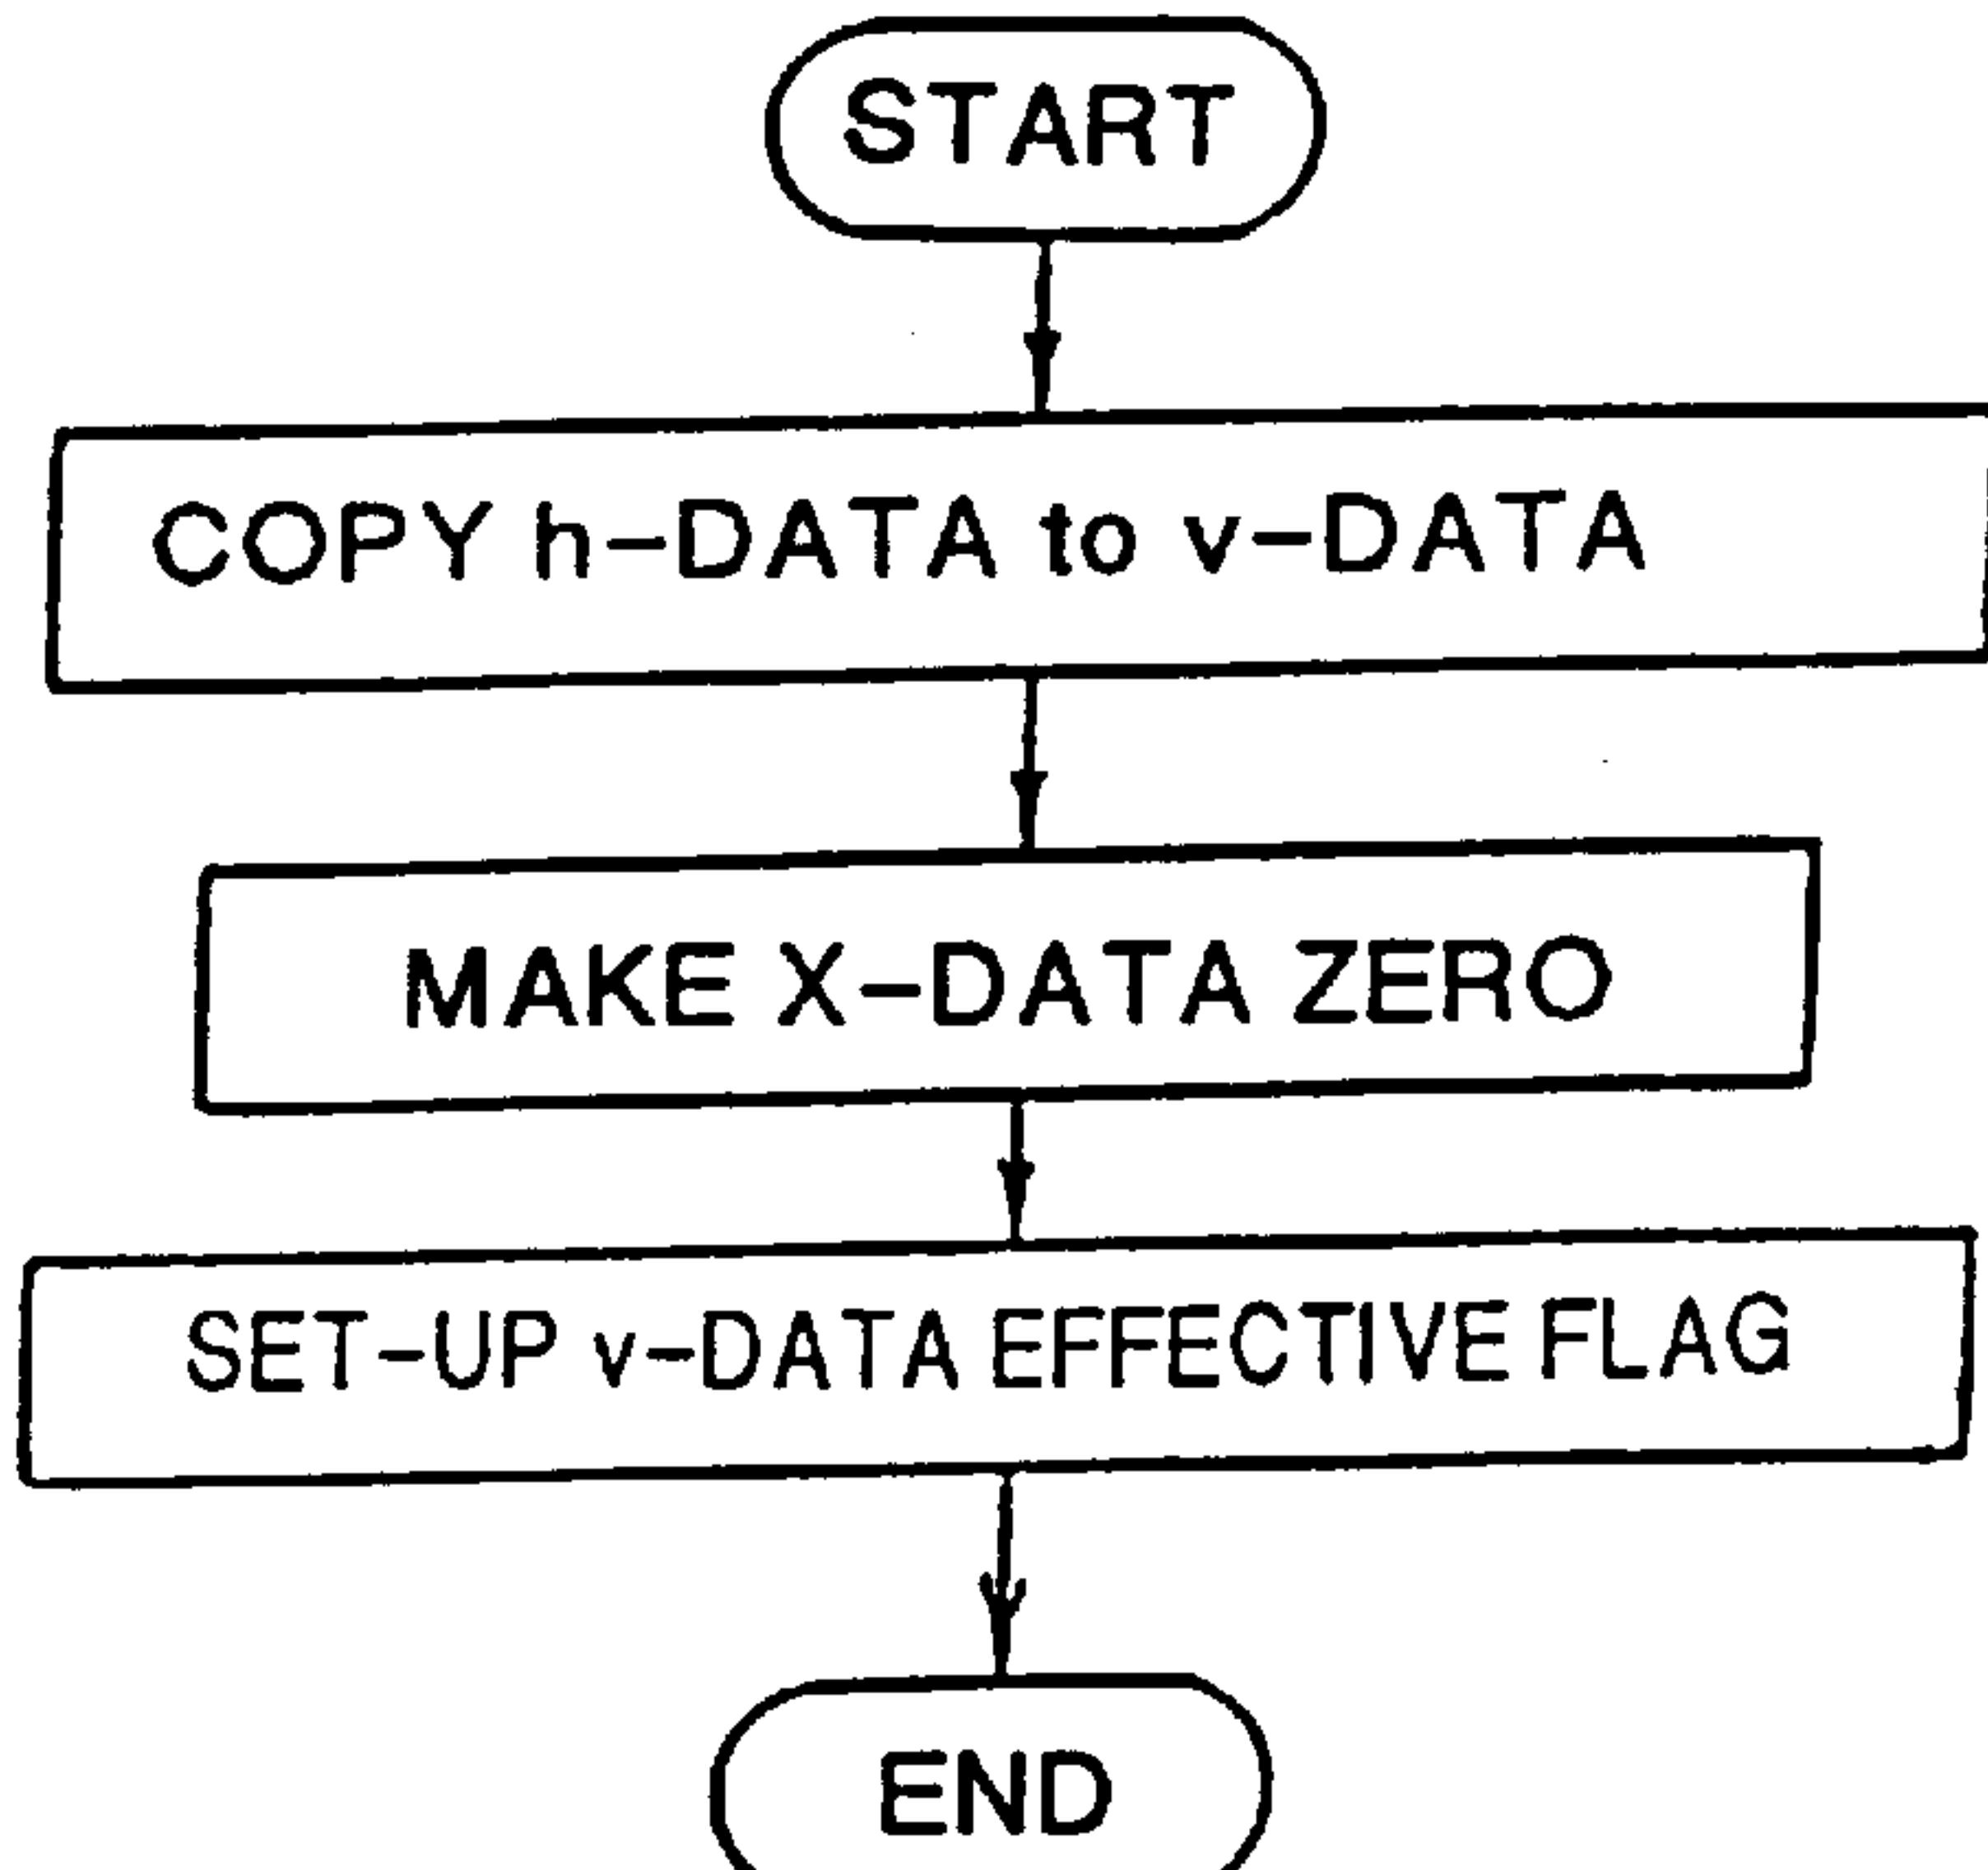 START
COPY h-DATA to v-DATA
MAKE X-DATA ZERO
SET-UP v-DATA EFFECTIVE FLAG
END